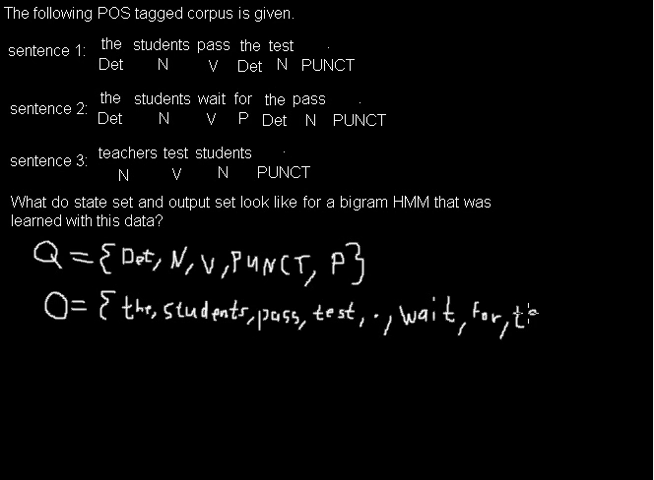 The following POS tagged corpus is given.
sentence 1: the students pass the test .
Det N V Det N PUNCT
sentence 2: the students wait for the pass .
Det N V P Det N PUNCT
sentence 3: teachers test students .
N V N PUNCT
What do state set and output set look like for a bigram HMM that was
learned with this data?
Q = { Det, N, V, PUNCT, P }
O = { the, students, pass, test, ., wait, for, te